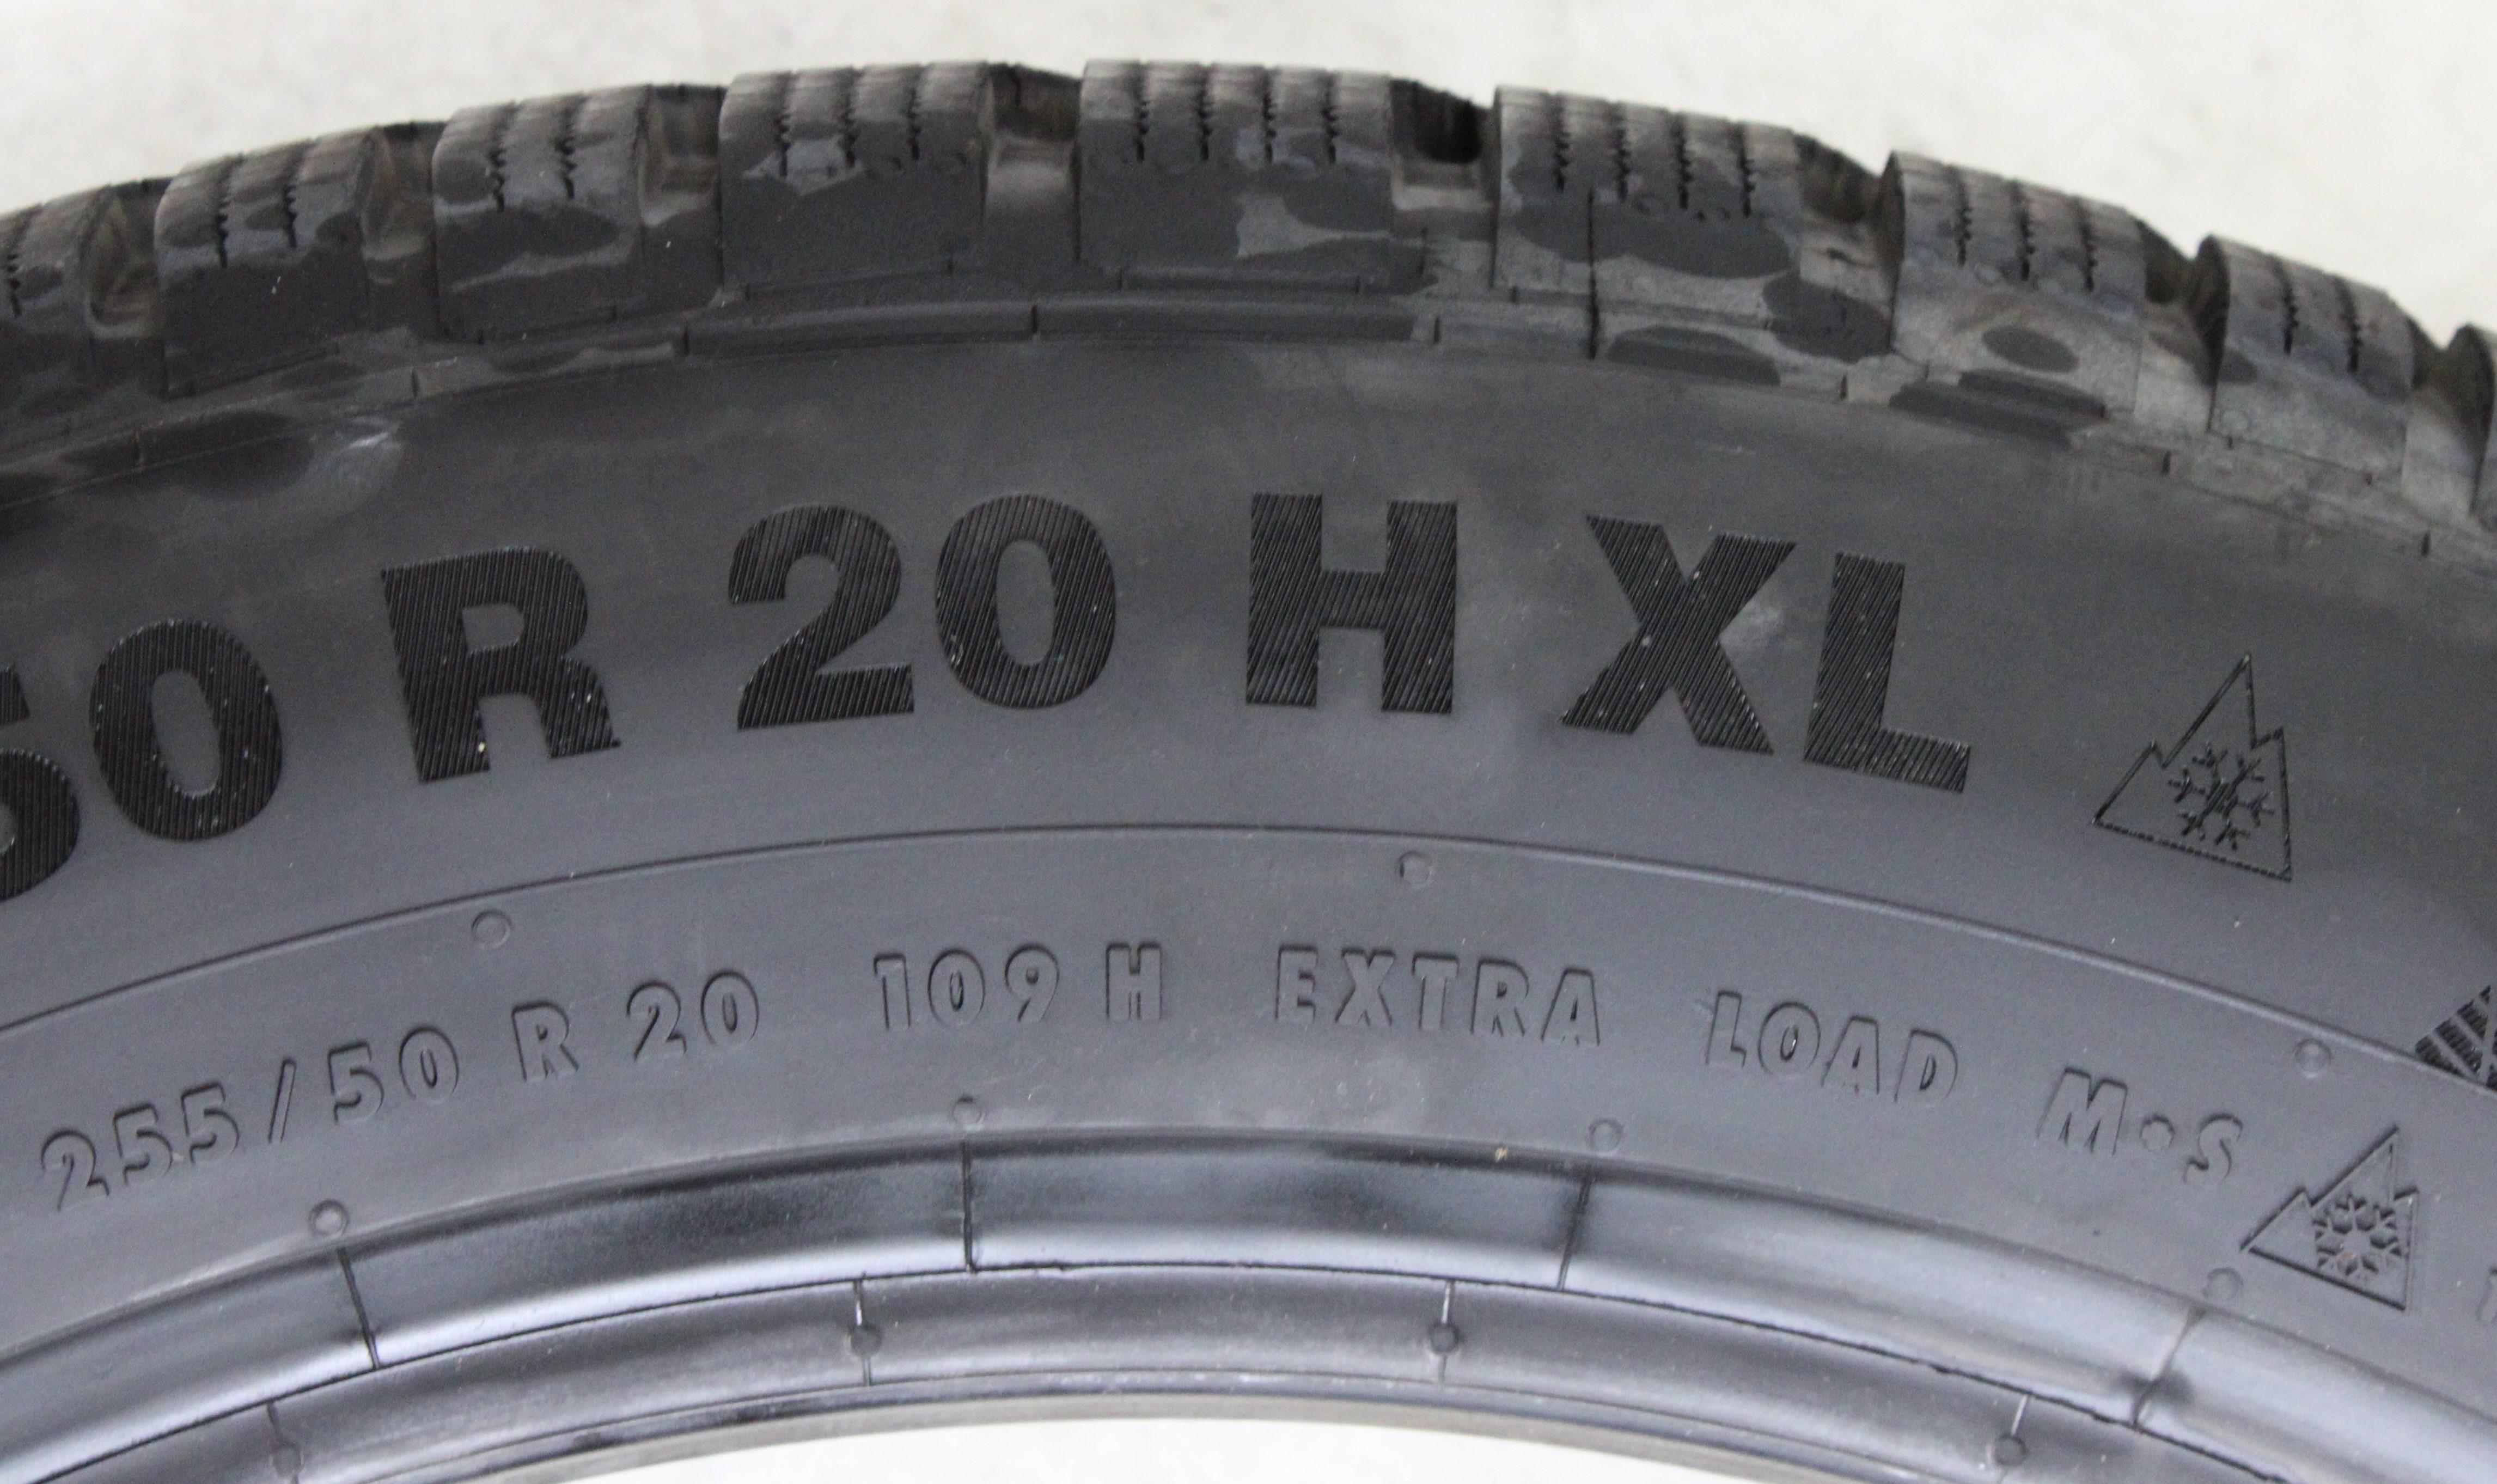 50 R 20 H XL
255/50 R 20 109 H EXTRA LOAD M•S